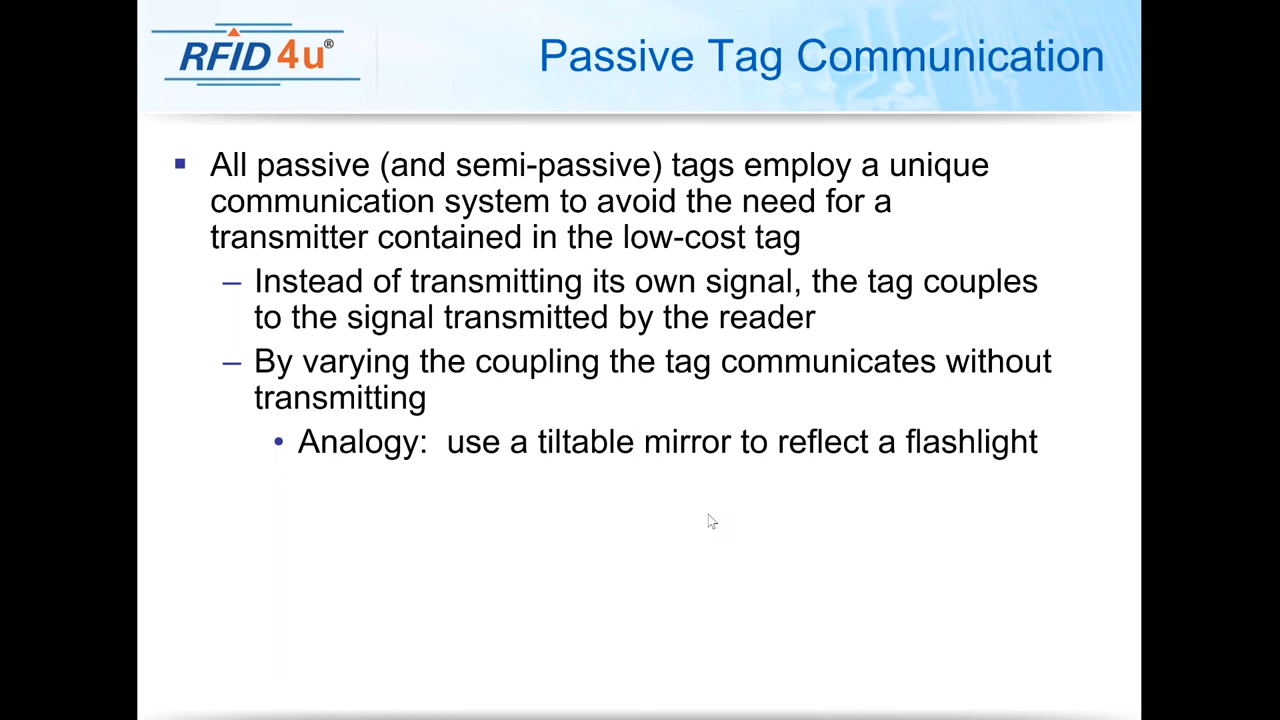 RFID 4u®
Passive Tag Communication
▪ All passive (and semi-passive) tags employ a unique
communication system to avoid the need for a
transmitter contained in the low-cost tag
– Instead of transmitting its own signal, the tag couples
to the signal transmitted by the reader
– By varying the coupling the tag communicates without
transmitting
• Analogy:  use a tiltable mirror to reflect a flashlight